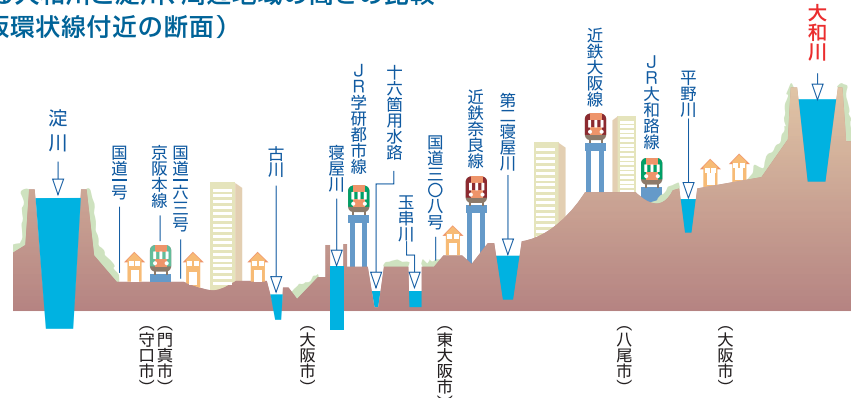 大和川と淀川、周辺地域の高さの比較
阪環状線付近の断面）
淀川
国道一号
京阪本線
国道一六三号
古川
寝屋川
JR学研都市線
十六箇用水路
玉串川
国道三〇八号
近鉄奈良線
第二寝屋川
近鉄大阪線
JR大和路線
平野川
大和川
（守口市）
（門真市）
（大阪市）
（東大阪市）
（八尾市）
（大阪市）